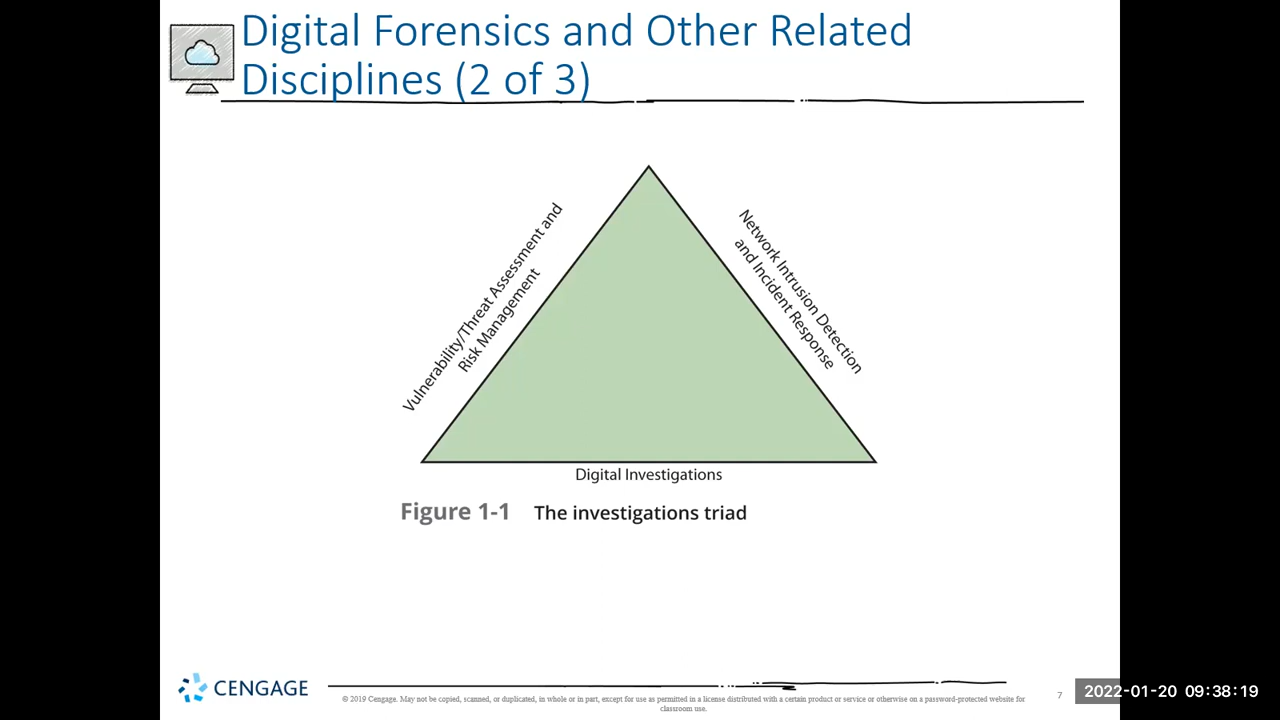 Digital Forensics and Other Related
Disciplines (2 of 3)
Vulnerability/Threat Assessment and
Risk Management
Network Intrusion Detection
and Incident Response
Digital Investigations
Figure 1-1 The investigations triad
CENGAGE
© 2019 Cengage. May not be copied, scanned, or duplicated, in whole or in part, except for use as permitted in a license distributed with a certain product or service or otherwise on a password-protected website for
classroom use.
7
2022-01-20 09:38:19